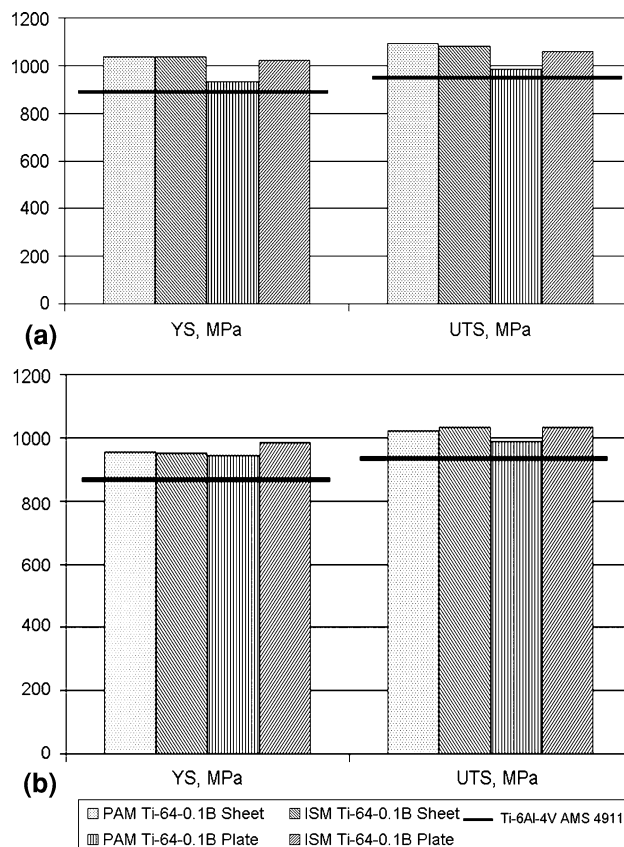 1200
1000
800
600
400
200
0
YS, MPa UTS, MPa
(a)
1200
1000
800
600
400
200
0
YS, MPa UTS, MPa
(b)
PAM Ti-64-0.1B Sheet ISM Ti-64-0.1B Sheet Ti-6Al-4V AMS 4911
PAM Ti-64-0.1B Plate ISM Ti-64-0.1B Plate